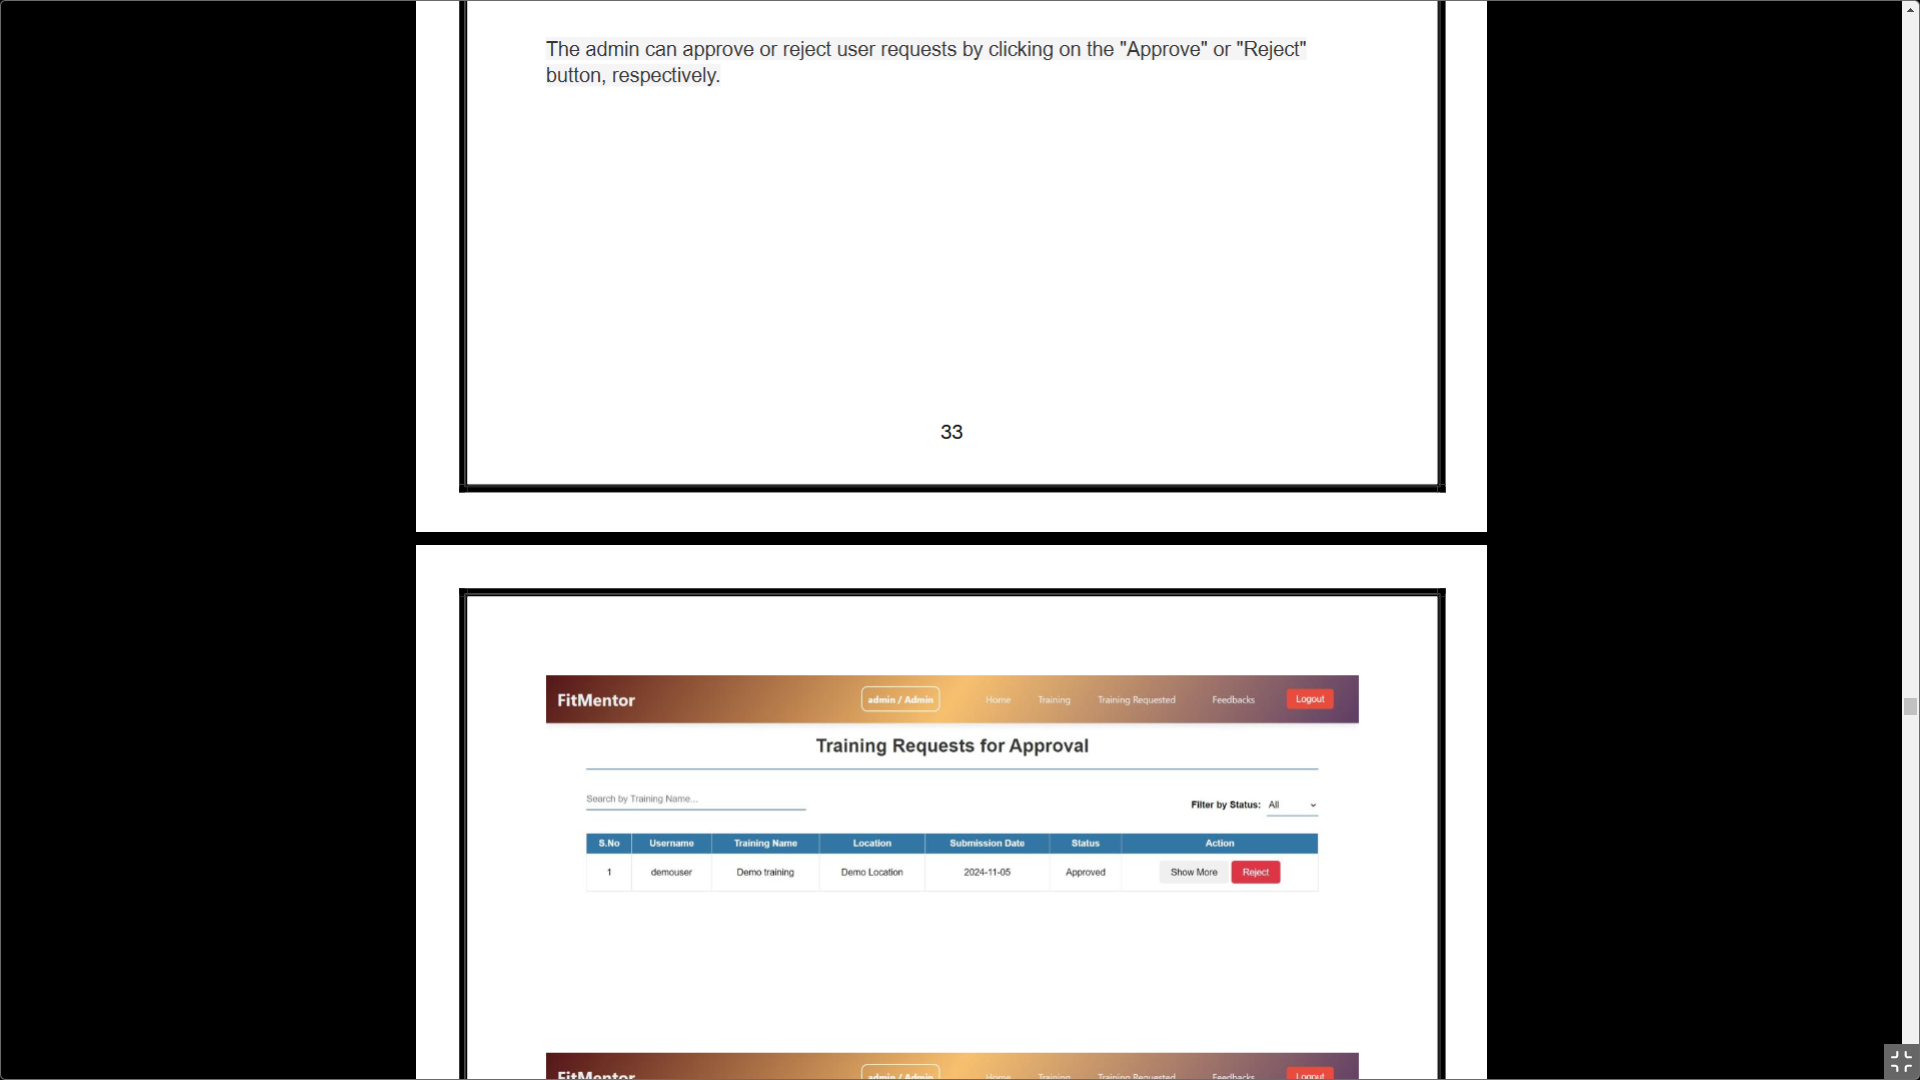 The admin can approve or reject user requests by clicking on the "Approve" or "Reject"
button, respectively.
33
FitMentor admin / Admin Home Training Training Requested Feedbacks Logout
Training Requests for Approval
Search by Training Name... Filter by Status: All
S.No Username Training Name Location Submission Date Status Action
1 demouser Demo training Demo Location 2024-11-05 Approved Show More Reject
FitMentor admin / Admin Home Training Training Requested Feedbacks Logout